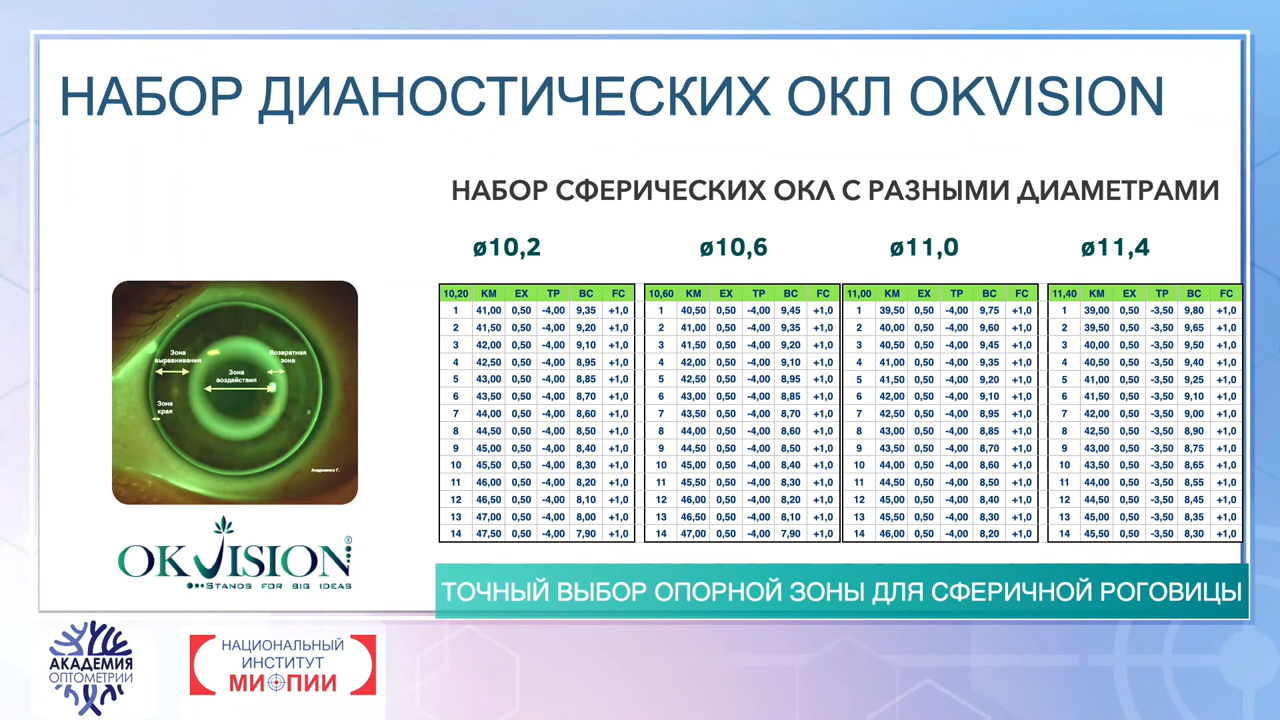 НАБОР ДИАНОСТИЧЕСКИХ ОКЛ OKVISION
НАБОР СФЕРИЧЕСКИХ ОКЛ С РАЗНЫМИ ДИАМЕТРАМИ
ø10,2 ø10,6 ø11,0 ø11,4
10,20 КМ EX TP BC FC 10,60 КМ EX TP BC FC 11,00 КМ EX TP BC FC 11,40 КМ EX TP BC FC
1 41,00 0,50 -4,00 9,35 +1,0 1 40,50 0,50 -4,00 9,45 +1,0 1 39,50 0,50 -4,00 9,75 +1,0 1 39,00 0,50 -3,50 9,80 +1,0
2 41,50 0,50 -4,00 9,20 +1,0 2 41,00 0,50 -4,00 9,35 +1,0 2 40,00 0,50 -4,00 9,60 +1,0 2 39,50 0,50 -3,50 9,65 +1,0
3 42,00 0,50 -4,00 9,10 +1,0 3 41,50 0,50 -4,00 9,20 +1,0 3 40,50 0,50 -4,00 9,45 +1,0 3 40,00 0,50 -3,50 9,50 +1,0
4 42,50 0,50 -4,00 8,95 +1,0 4 42,00 0,50 -4,00 9,10 +1,0 4 41,00 0,50 -4,00 9,35 +1,0 4 40,50 0,50 -3,50 9,40 +1,0
5 43,00 0,50 -4,00 8,85 +1,0 5 42,50 0,50 -4,00 8,95 +1,0 5 41,50 0,50 -4,00 9,20 +1,0 5 41,00 0,50 -3,50 9,25 +1,0
6 43,50 0,50 -4,00 8,70 +1,0 6 43,00 0,50 -4,00 8,85 +1,0 6 42,00 0,50 -4,00 9,10 +1,0 6 41,50 0,50 -3,50 9,10 +1,0
7 44,00 0,50 -4,00 8,60 +1,0 7 43,50 0,50 -4,00 8,70 +1,0 7 42,50 0,50 -4,00 8,95 +1,0 7 42,00 0,50 -3,50 9,00 +1,0
8 44,50 0,50 -4,00 8,50 +1,0 8 44,00 0,50 -4,00 8,60 +1,0 8 43,00 0,50 -4,00 8,85 +1,0 8 42,50 0,50 -3,50 8,90 +1,0
9 45,00 0,50 -4,00 8,40 +1,0 9 44,50 0,50 -4,00 8,50 +1,0 9 43,50 0,50 -4,00 8,70 +1,0 9 43,00 0,50 -3,50 8,75 +1,0
10 45,50 0,50 -4,00 8,30 +1,0 10 45,00 0,50 -4,00 8,40 +1,0 10 44,00 0,50 -4,00 8,60 +1,0 10 43,50 0,50 -3,50 8,65 +1,0
11 46,00 0,50 -4,00 8,20 +1,0 11 45,50 0,50 -4,00 8,30 +1,0 11 44,50 0,50 -4,00 8,50 +1,0 11 44,00 0,50 -3,50 8,55 +1,0
12 46,50 0,50 -4,00 8,10 +1,0 12 46,00 0,50 -4,00 8,20 +1,0 12 45,00 0,50 -4,00 8,40 +1,0 12 44,50 0,50 -3,50 8,45 +1,0
13 47,00 0,50 -4,00 8,00 +1,0 13 46,50 0,50 -4,00 8,10 +1,0 13 45,50 0,50 -4,00 8,30 +1,0 13 45,00 0,50 -3,50 8,35 +1,0
14 47,50 0,50 -4,00 7,90 +1,0 14 47,00 0,50 -4,00 7,90 +1,0 14 46,00 0,50 -4,00 8,20 +1,0 14 45,50 0,50 -3,50 8,30 +1,0
Зона
выравнивания
Возвратная
зона
Зона
воздействия
Зона
края
Андриенко Г.
OKVISION®
STANDS FOR BIG IDEAS
ТОЧНЫЙ ВЫБОР ОПОРНОЙ ЗОНЫ ДЛЯ СФЕРИЧНОЙ РОГОВИЦЫ
АКАДЕМИЯ
ОПТОМЕТРИИ
НАЦИОНАЛЬНЫЙ
ИНСТИТУТ
МИОПИИ